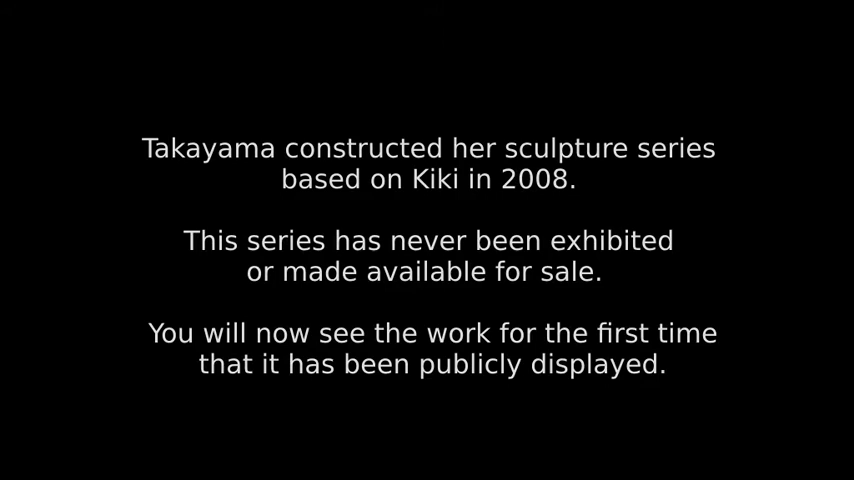 Takayama constructed her sculpture series
based on Kiki in 2008.
This series has never been exhibited
or made available for sale.
You will now see the work for the first time
that it has been publicly displayed.